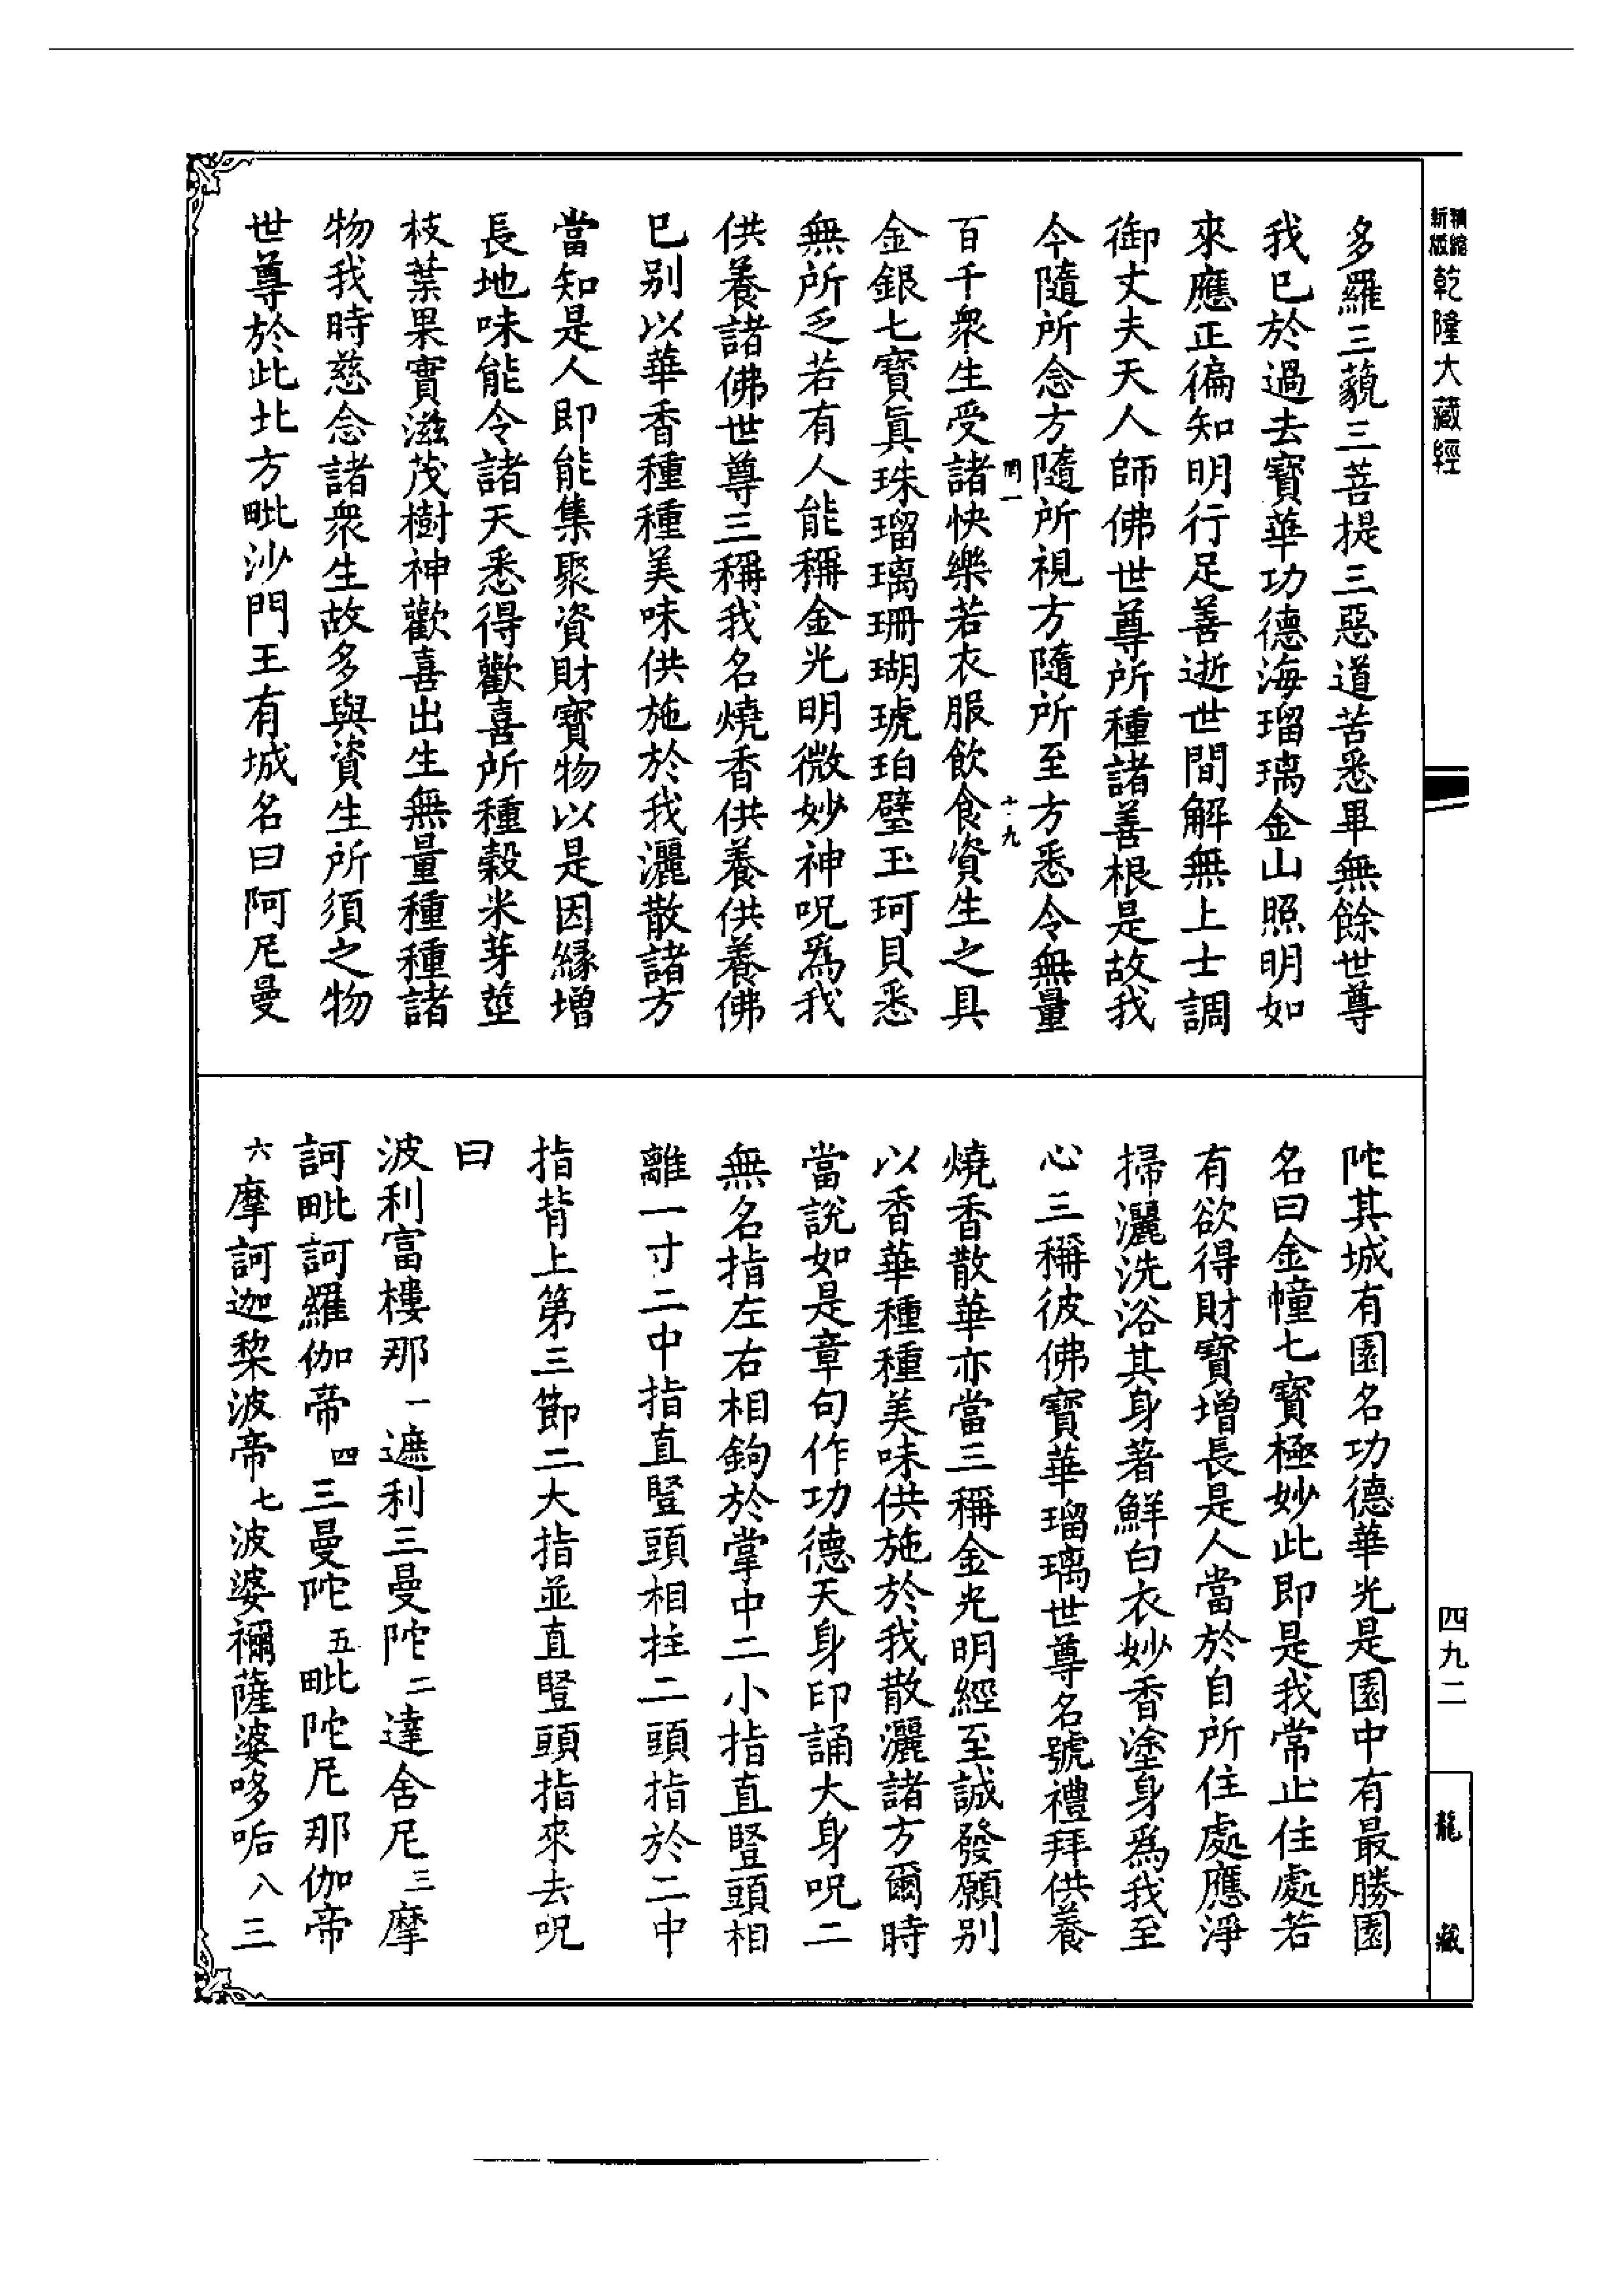 精縮新版乾隆大藏經
多羅三藐三菩提三惡道苦悉畢無餘世尊
我已於過去寶華功德海瑠璃金山照明如
來應正徧知明行足善逝世間解無上士調
御丈夫天人師佛世尊所種諸善根是故我
今隨所念方隨所視方隨所至方悉令無量
罔一 十九
百千衆生受諸快樂若衣服飲食資生之具
金銀七寶眞珠瑠璃珊瑚琥珀璧玉珂貝悉
無所乏若有人能稱金光明微妙神呪爲我
供養諸佛世尊三稱我名燒香供養供養佛
已别以華香種種美味供施於我灑散諸方
當知是人即能集聚資財寶物以是因緣增
長地味能令諸天悉得歡喜所種穀米芽莖
枝葉果實滋茂樹神歡喜出生無量種種諸
物我時慈念諸衆生故多與資生所須之物
世尊於此北方毗沙門王有城名曰阿尼曼
陀其城有園名功德華光是園中有最勝園
名曰金幢七寶極妙此即是我常止住處若
有欲得財寶增長是人當於自所住處應淨
掃灑洗浴其身著鮮白衣妙香塗身爲我至
心三稱彼佛寶華瑠璃世尊名號禮拜供養
燒香散華亦當三稱金光明經至誠發願别
以香華種種美味供施於我散灑諸方爾時
當說如是章句作功德天身印誦大身呪二
無名指左右相鉤於掌中二小指直豎頭相
離一寸二中指直豎頭相拄二頭指於二中
指背上第三節二大指並直豎頭指來去呪
曰
波利富樓那一遮利三曼陀二達舍尼三摩
訶毗訶羅伽帝四三曼陀五毗陀尼那伽帝
六摩訶迦棃波帝七波婆禰薩婆哆㖃八三
四九二
龍藏